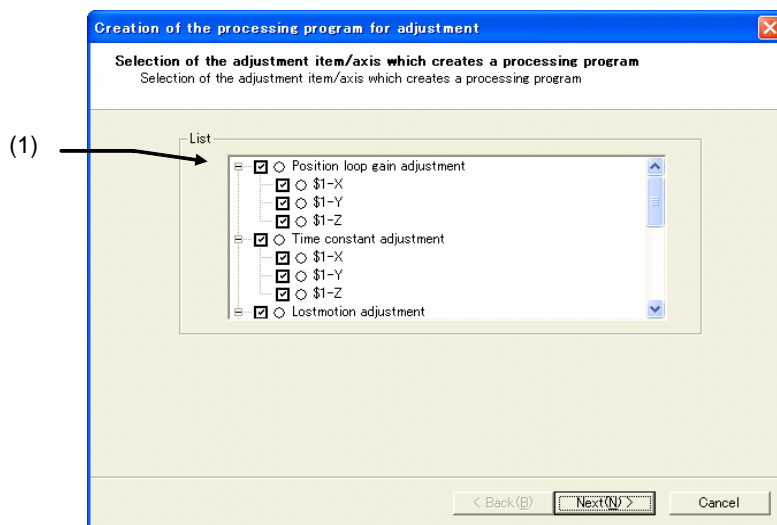 Creation of the processing program for adjustment
Selection of the adjustment item/axis which creates a processing program
Selection of the adjustment item/axis which creates a processing program
(1)
List
Position loop gain adjustment
$1-X
$1-Y
$1-Z
Time constant adjustment
$1-X
$1-Y
$1-Z
Lostmotion adjustment
< Back(B) Next(N) > Cancel